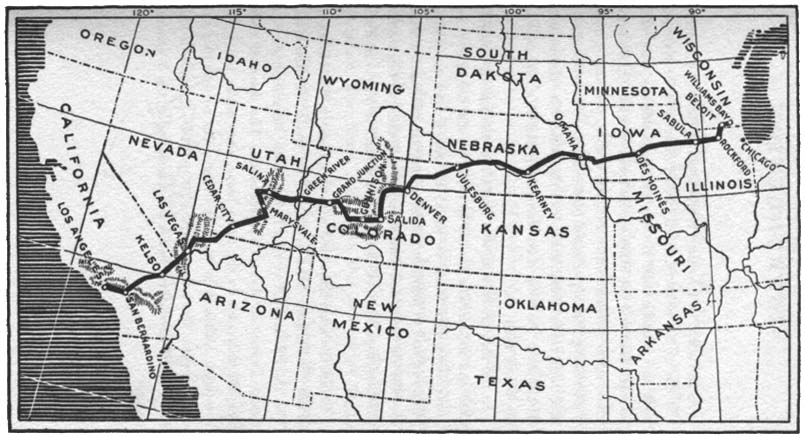 120°
115°
110°
105°
100°
95°
90°
OREGON
IDAHO
WYOMING
SOUTH
DAKOTA
MINNESOTA
WISCONSIN
WILLIAMS BAY
BELOIT
SABULA
ROCKFORD
CHICAGO
ILLINOIS
IOWA
DES MOINES
OMAHA
NEBRASKA
KEARNEY
JULESBURG
DENVER
SALIDA
GUNNISON
GRAND JUNCTION
GREEN RIVER
SALINA
MARYSVALE
CEDAR-CITY
LAS VEGAS
KELSO
SAN BERNARDINO
LOS ANGELES
CALIFORNIA
NEVADA
UTAH
COLORADO
KANSAS
MISSOURI
ARIZONA
NEW
MEXICO
OKLAHOMA
ARKANSAS
TEXAS